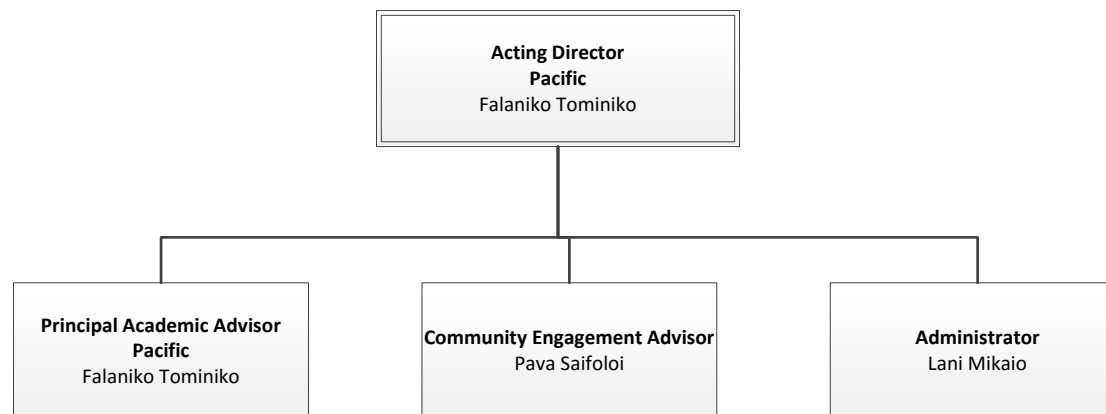 Acting Director
Pacific
Falaniko Tominiko
Principal Academic Advisor
Pacific
Falaniko Tominiko
Community Engagement Advisor
Pava Saifoloi
Administrator
Lani Mikaio